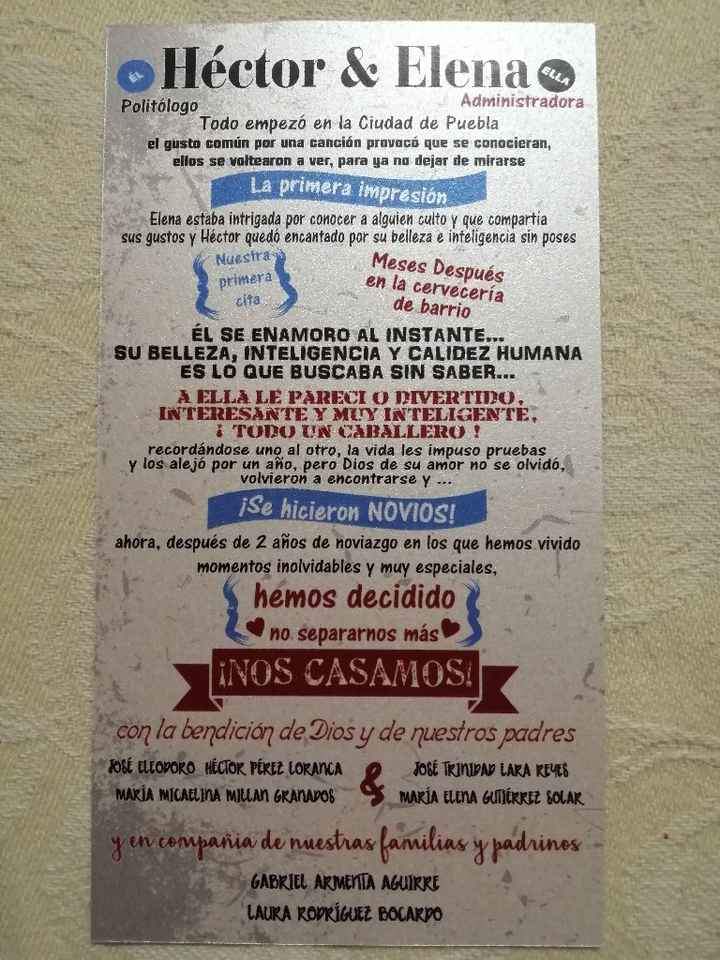 ÉL Héctor & Elena ELLA
Politólogo Administradora
Todo empezó en la Ciudad de Puebla
el gusto común por una canción provocó que se conocieran,
ellos se voltearon a ver, para ya no dejar de mirarse
La primera impresión
Elena estaba intrigada por conocer a alguien culto y que compartia
sus gustos y Héctor quedó encantado por su belleza e inteligencia sin poses
Nuestra
primera
cita
Meses Después
en la cervecería
de barrio
ÉL SE ENAMORO AL INSTANTE...
SU BELLEZA, INTELIGENCIA Y CALIDEZ HUMANA
ES LO QUE BUSCABA SIN SABER...
A ELLA LE PARECI O DIVERTIDO,
INTERESANTE Y MUY INTELIGENTE,
¡ TODO UN CABALLERO !
recordándose uno al otro, la vida les impuso pruebas
y los alejó por un año, pero Dios de su amor no se olvidó,
volvieron a encontrarse y ...
¡Se hicieron NOVIOS!
ahora, después de 2 años de noviazgo en los que hemos vivido
momentos inolvidables y muy especiales,
hemos decidido
no separarnos más
¡NOS CASAMOS!
con la bendición de Dios y de nuestros padres
JOSÉ ELEODORO HÉCTOR PÉREZ LORANCA
MARÍA MICAELINA MILLAN GRANADOS
&
JOSÉ TRINIDAD LARA REYES
MARÍA ELENA GUTIÉRREZ SOLAR
y en compañia de nuestras familias y padrinos
GABRIEL ARMENTA AGUIRRE
LAURA RODRÍGUEZ BOCARDO